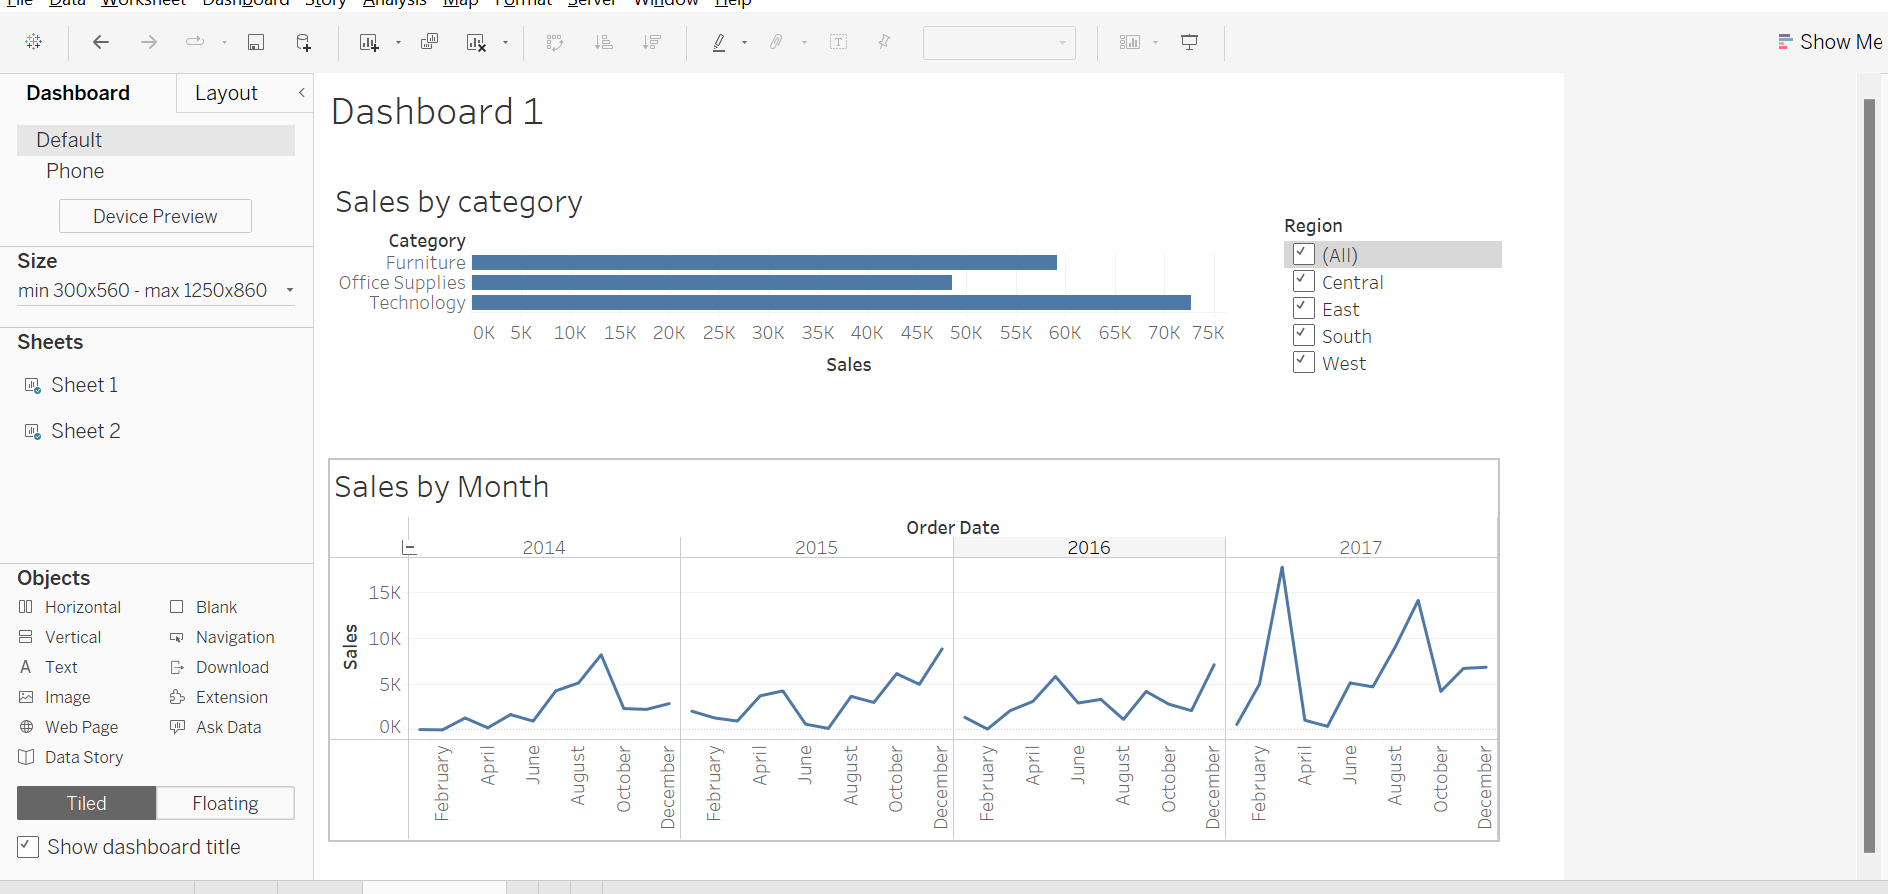 File Data Worksheet Dashboard Story Analysis Map Format Server Window Help
Show Me
Dashboard Layout
Default
Phone
Device Preview
Size
min 300x560 - max 1250x860
Sheets
Sheet 1
Sheet 2
Objects
Horizontal Blank
Vertical Navigation
A Text Download
Image Extension
Web Page Ask Data
Data Story
Tiled Floating
Show dashboard title
Dashboard 1
Sales by category
Category
Furniture
Office Supplies
Technology
0K 5K 10K 15K 20K 25K 30K 35K 40K 45K 50K 55K 60K 65K 70K 75K
Sales
Region
(All)
Central
East
South
West
Sales by Month
Order Date
2014 2015 2016 2017
15K
10K
5K
0K
Sales
February April June August October December February April June August October December February April June August October December February April June August October December